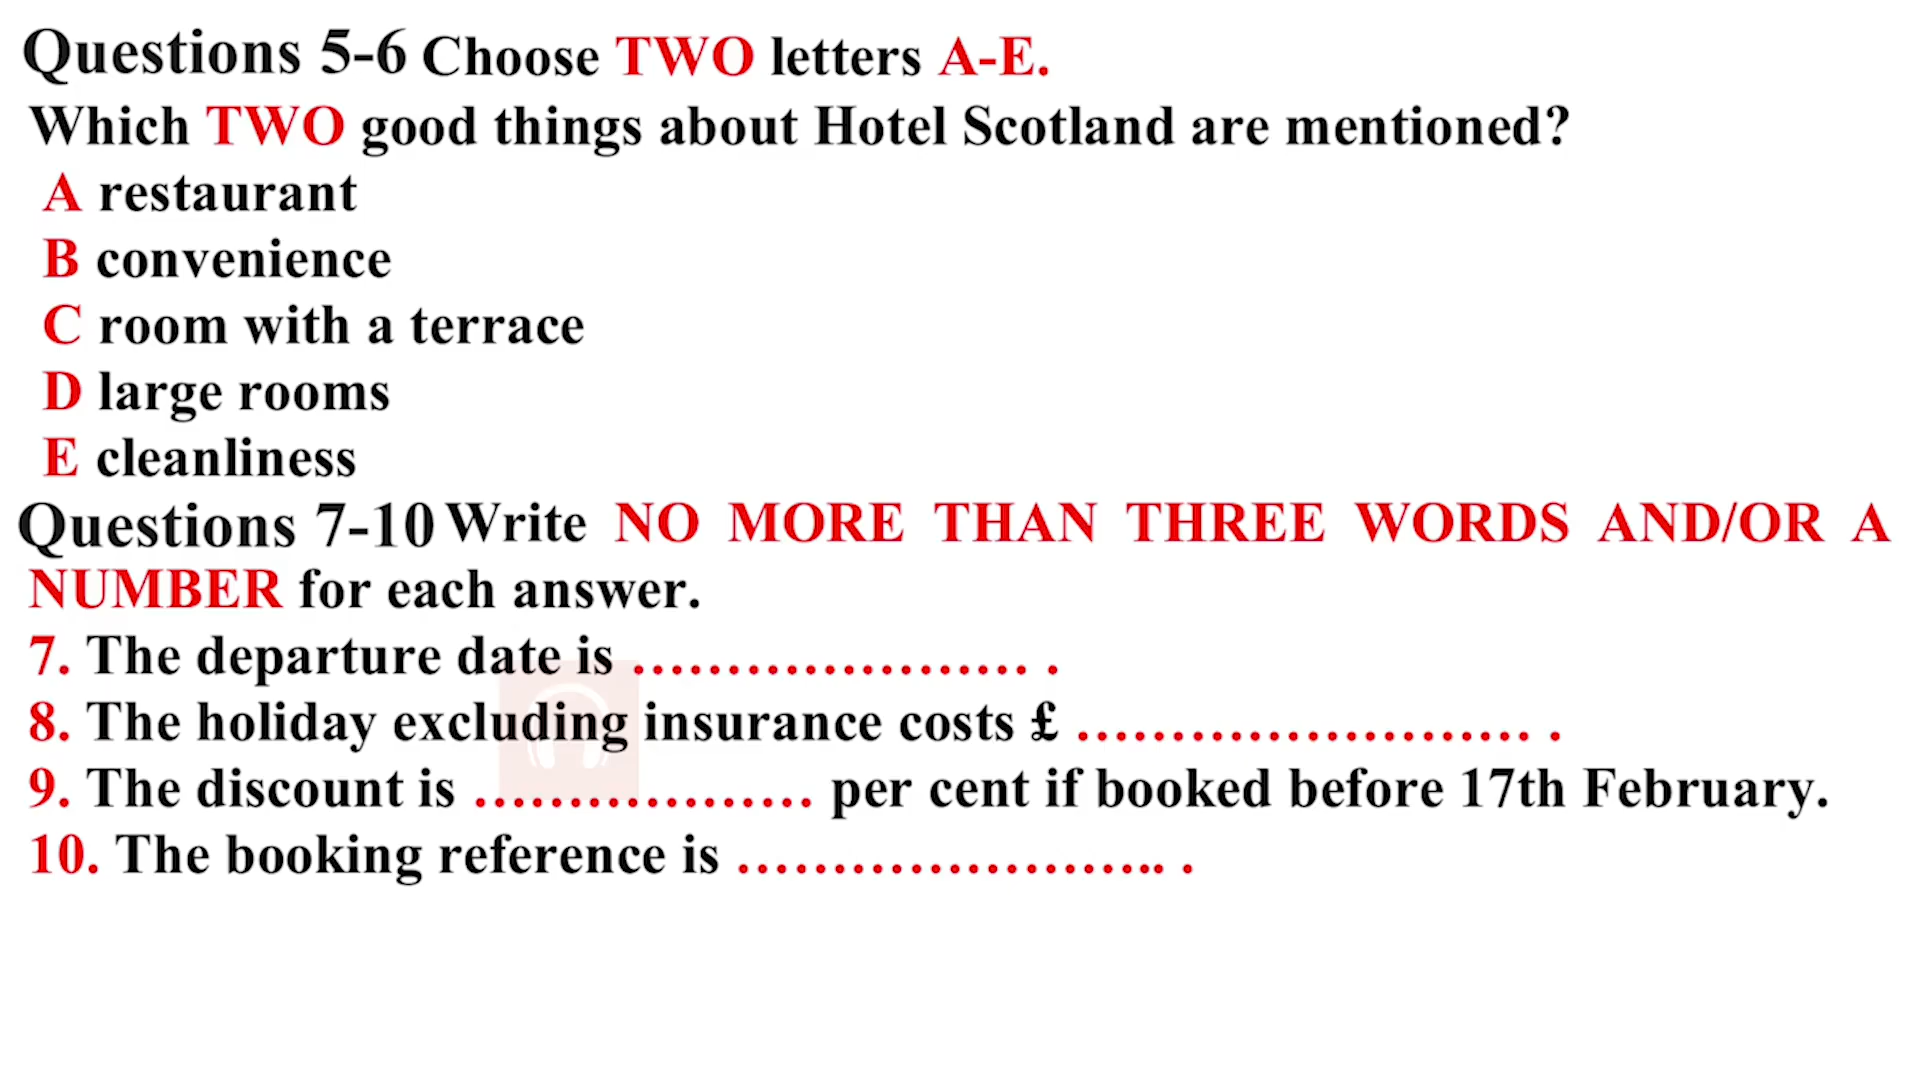 Questions 5-6 Choose TWO letters A-E.
Which TWO good things about Hotel Scotland are mentioned?
A restaurant
B convenience
C room with a terrace
D large rooms
E cleanliness
Questions 7-10 Write NO MORE THAN THREE WORDS AND/OR A
NUMBER for each answer.
7. The departure date is ………………… .
8. The holiday excluding insurance costs £ …………………… .
9. The discount is ……………… per cent if booked before 17th February.
10. The booking reference is ………………….. .